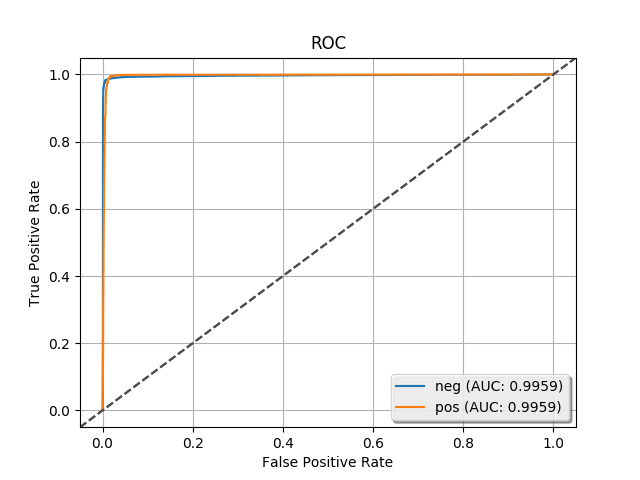 ROC
True Positive Rate
1.0
0.8
0.6
0.4
0.2
0.0
neg (AUC: 0.9959)
pos (AUC: 0.9959)
0.0 0.2 0.4 0.6 0.8 1.0
False Positive Rate